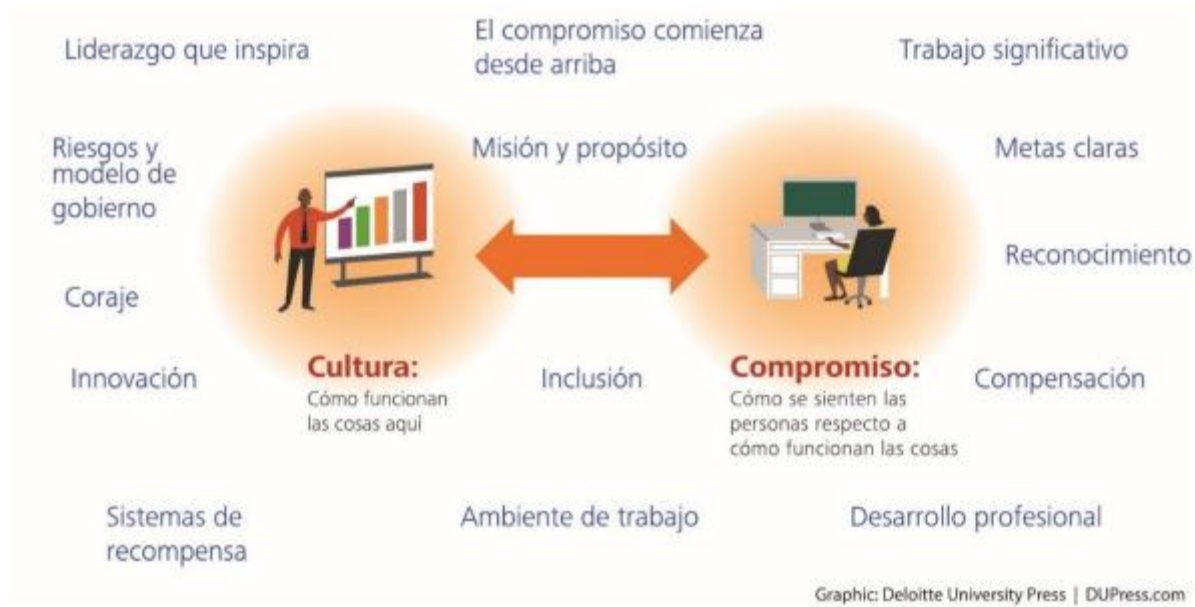 Liderazgo que inspira
El compromiso comienza
desde arriba
Trabajo significativo
Riesgos y
modelo de
gobierno
Misión y propósito
Metas claras
Reconocimiento
Coraje
Innovación
Cultura:
Cómo funcionan
las cosas aquí
Inclusión
Compromiso:
Cómo se sienten las
personas respecto a
cómo funcionan las cosas
Compensación
Sistemas de
recompensa
Ambiente de trabajo
Desarrollo profesional
Graphic: Deloitte University Press | DUPress.com